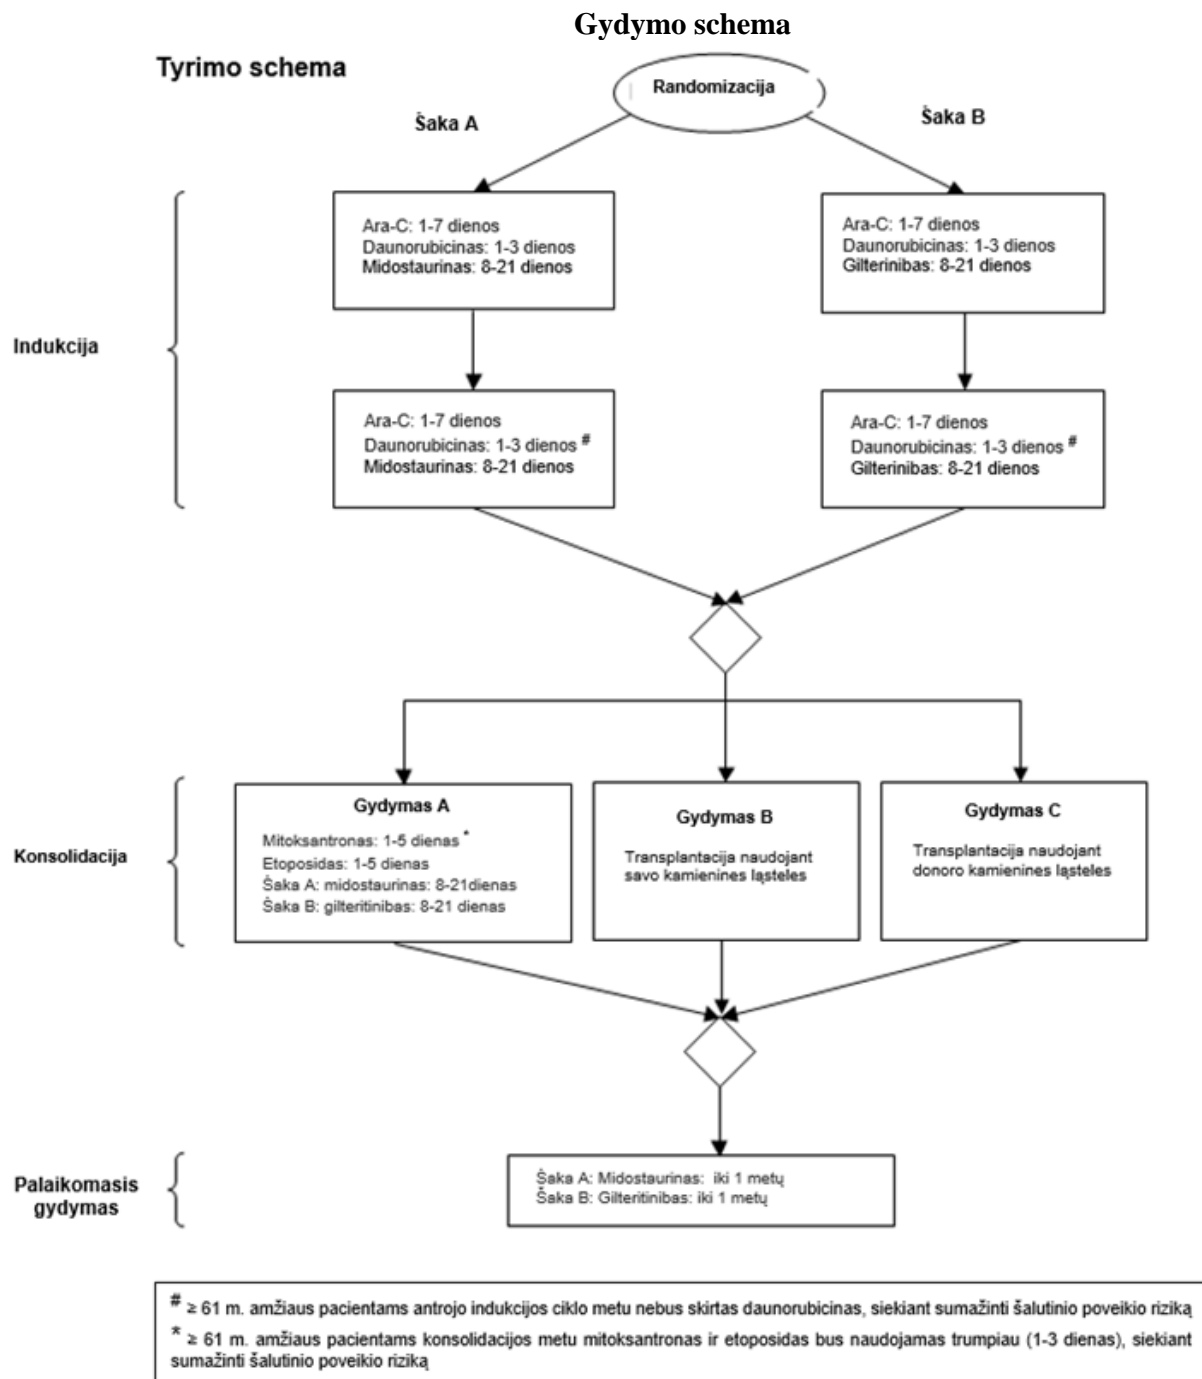 Gydymo schema
Tyrimo schema
Randomizacija
Šaka A
Šaka B
Indukcija
Ara-C: 1-7 dienos
Daunorubicinas: 1-3 dienos
Midostaurinas: 8-21 dienos
Ara-C: 1-7 dienos
Daunorubicinas: 1-3 dienos
Gilterinibas: 8-21 dienos
Ara-C: 1-7 dienos
Daunorubicinas: 1-3 dienos #
Midostaurinas: 8-21 dienos
Ara-C: 1-7 dienos
Daunorubicinas: 1-3 dienos #
Gilterinibas: 8-21 dienos
Konsolidacija
Gydymas A
Mitoksantronas: 1-5 dienas *
Etoposidas: 1-5 dienas
Šaka A: midostaurinas: 8-21dienas
Šaka B: gilteritinibas: 8-21 dienas
Gydymas B
Transplantacija naudojant
savo kamienines ląsteles
Gydymas C
Transplantacija naudojant
donoro kamienines ląsteles
Palaikomasis
gydymas
Šaka A: Midostaurinas: iki 1 metų
Šaka B: Gilteritinibas: iki 1 metų
# ≥ 61 m. amžiaus pacientams antrojo indukcijos ciklo metu nebus skirtas daunorubicinas, siekiant sumažinti šalutinio poveikio riziką
* ≥ 61 m. amžiaus pacientams konsolidacijos metu mitoksantronas ir etoposidas bus naudojamas trumpiau (1-3 dienas), siekiant
sumažinti šalutinio poveikio riziką